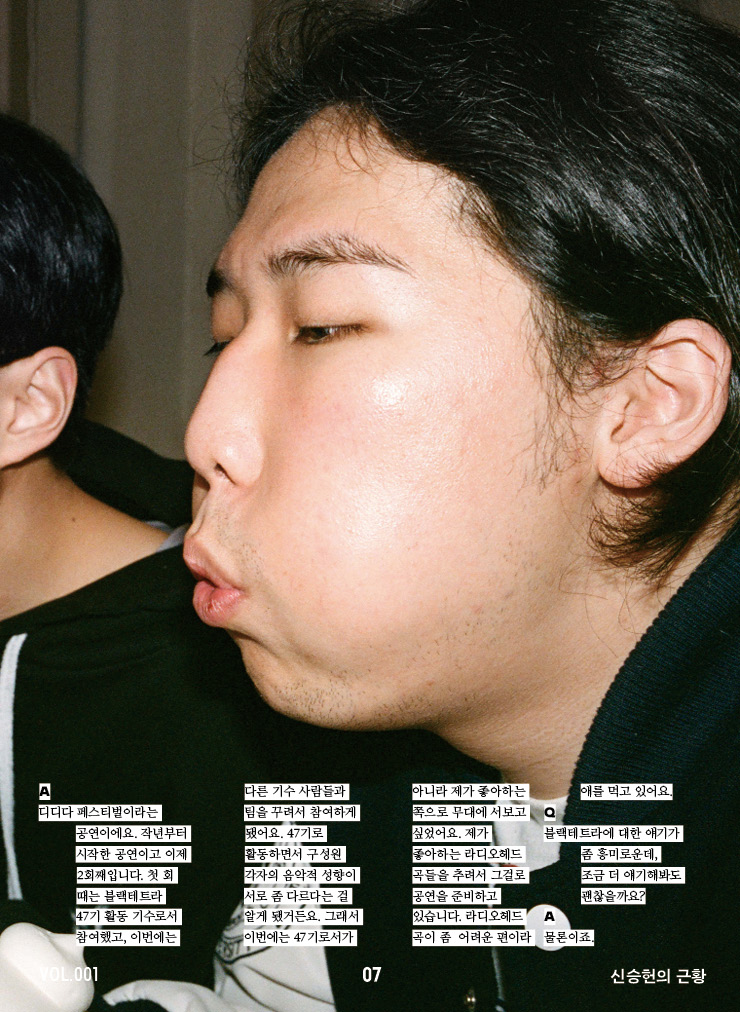 A
디디다 페스티벌이라는
공연이에요. 작년부터
시작한 공연이고 이제
2회째입니다. 첫 회
때는 블랙테트라
47기 활동 기수로서
참여했고, 이번에는
다른 기수 사람들과
팀을 꾸려서 참여하게
됐어요. 47기로
활동하면서 구성원
각자의 음악적 성향이
서로 좀 다르다는 걸
알게 됐거든요. 그래서
이번에는 47기로서가
아니라 제가 좋아하는
쪽으로 무대에 서보고
싶었어요. 제가
좋아하는 라디오헤드
곡들을 추려서 그걸로
공연을 준비하고
있습니다. 라디오헤드
곡이 좀 어려운 편이라
애를 먹고 있어요.
Q
블랙테트라에 대한 얘기가
좀 흥미로운데,
조금 더 얘기해봐도
괜찮을까요?
A
물론이죠.
VOL.001
07
신승헌의 근황